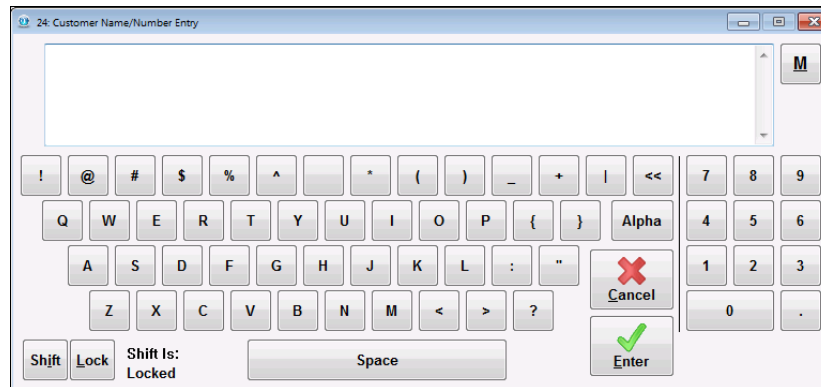 24: Customer Name/Number Entry
M
! @ # $ % ^ * ( ) _ + | << 7 8 9
Q W E R T Y U I O P { } Alpha 4 5 6
A S D F G H J K L : " Cancel 1 2 3
Z X C V B N M < > ? 0 .
Shift Lock Shift Is: Locked Space Enter